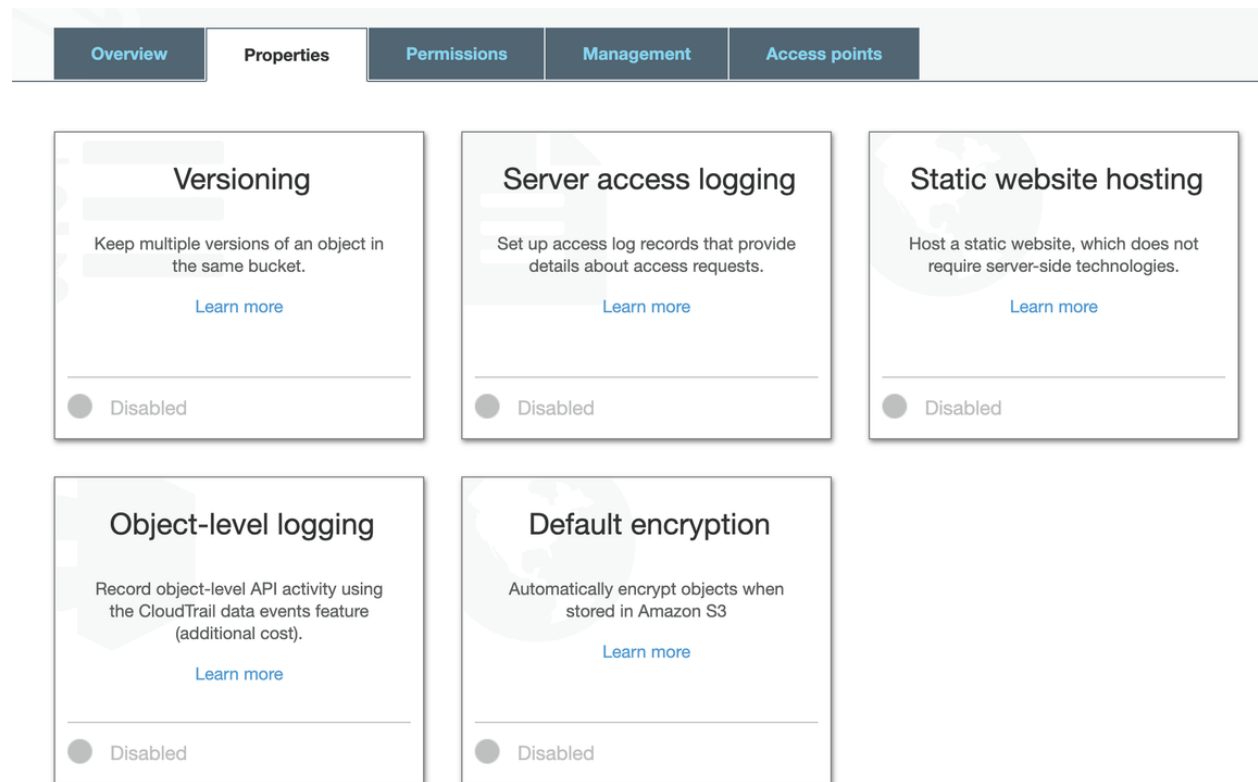 Overview Properties Permissions Management Access points
Versioning
Keep multiple versions of an object in
the same bucket.
Learn more
Disabled
Server access logging
Set up access log records that provide
details about access requests.
Learn more
Disabled
Static website hosting
Host a static website, which does not
require server-side technologies.
Learn more
Disabled
Object-level logging
Record object-level API activity using
the CloudTrail data events feature
(additional cost).
Learn more
Disabled
Default encryption
Automatically encrypt objects when
stored in Amazon S3
Learn more
Disabled